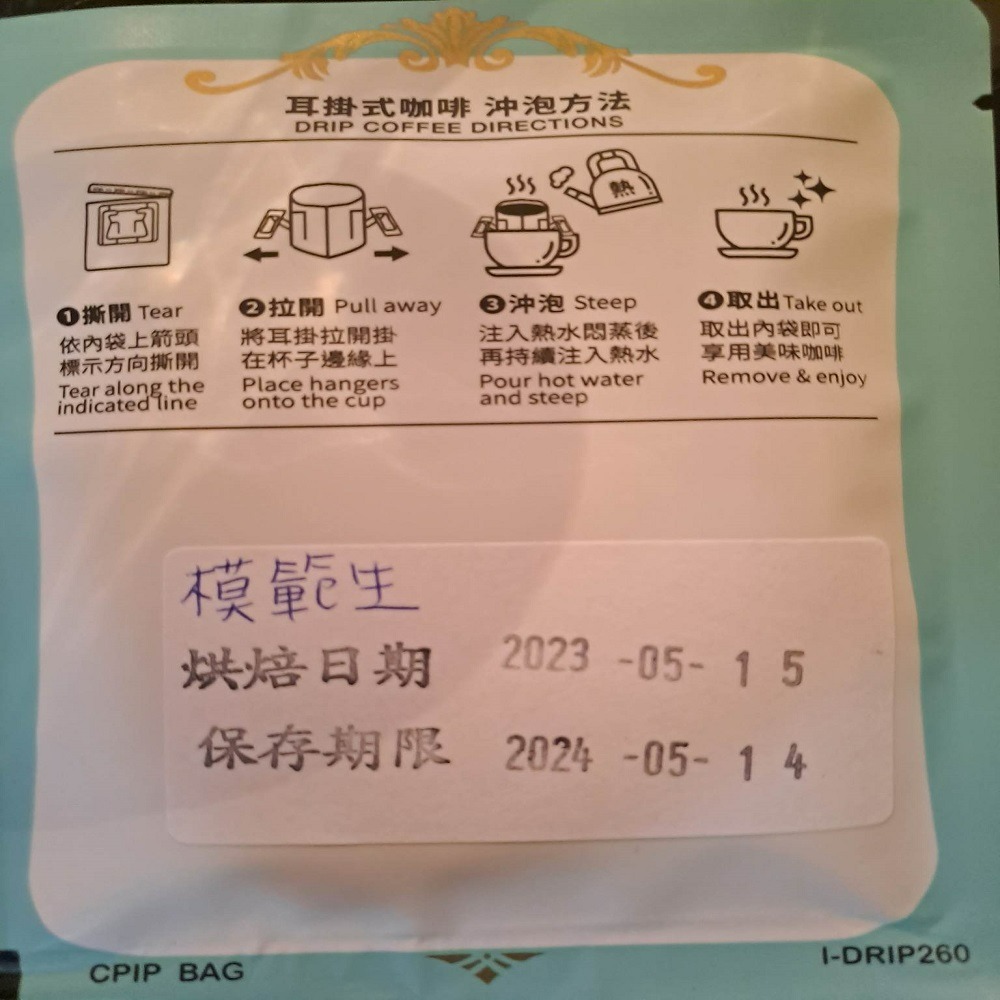 耳掛式咖啡 沖泡方法
DRIP COFFEE DIRECTIONS
熱
❶撕開 Tear
依內袋上箭頭
標示方向撕開
Tear along the
indicated line
❷拉開 Pull away
將耳掛拉開掛
在杯子邊緣上
Place hangers
onto the cup
❸沖泡 Steep
注入熱水悶蒸後
再持續注入熱水
Pour hot water
and steep
❹取出 Take out
取出內袋即可
享用美味咖啡
Remove & enjoy
模範生
烘焙日期 2023 -05- 1 5
保存期限 2024 -05- 1 4
CPIP BAG
I-DRIP260